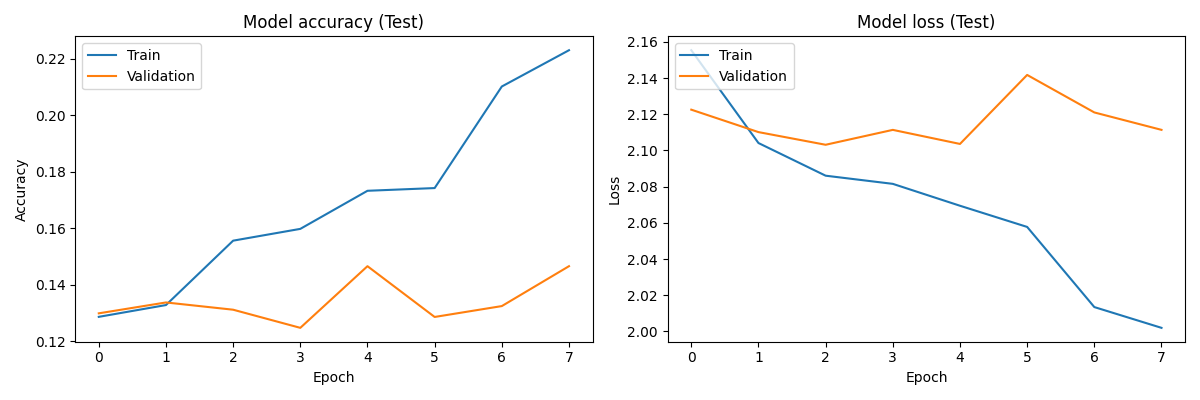 Model accuracy (Test)
Train
Validation
0.22
0.20
0.18
0.16
0.14
0.12
Accuracy
0 1 2 3 4 5 6 7
Epoch
Model loss (Test)
Train
Validation
2.16
2.14
2.12
2.10
2.08
2.06
2.04
2.02
2.00
Loss
0 1 2 3 4 5 6 7
Epoch